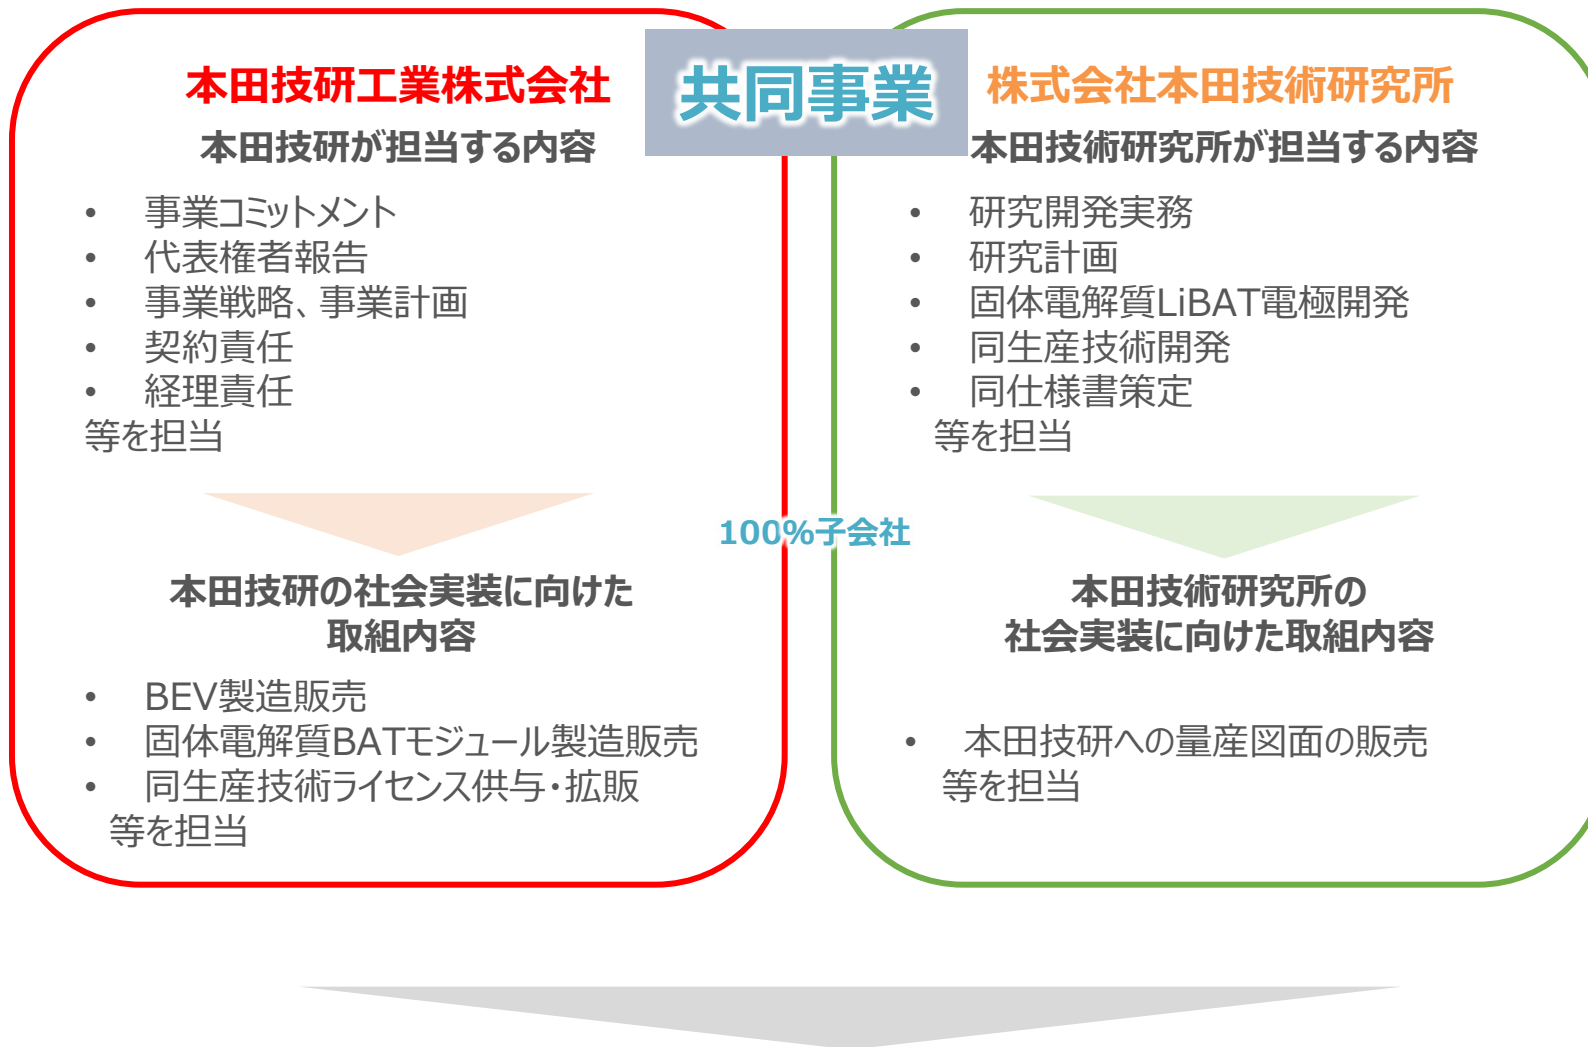 共同事業
本田技研工業株式会社
本田技研が担当する内容
• 事業コミットメント
• 代表権者報告
• 事業戦略、事業計画
• 契約責任
• 経理責任
等を担当
本田技研の社会実装に向けた
取組内容
• BEV製造販売
• 固体電解質BATモジュール製造販売
• 同生産技術ライセンス供与・拡販
等を担当
100%子会社
株式会社本田技術研究所
本田技術研究所が担当する内容
• 研究開発実務
• 研究計画
• 固体電解質LiBAT電極開発
• 同生産技術開発
• 同仕様書策定
等を担当
本田技術研究所の
社会実装に向けた取組内容
• 本田技研への量産図面の販売
等を担当